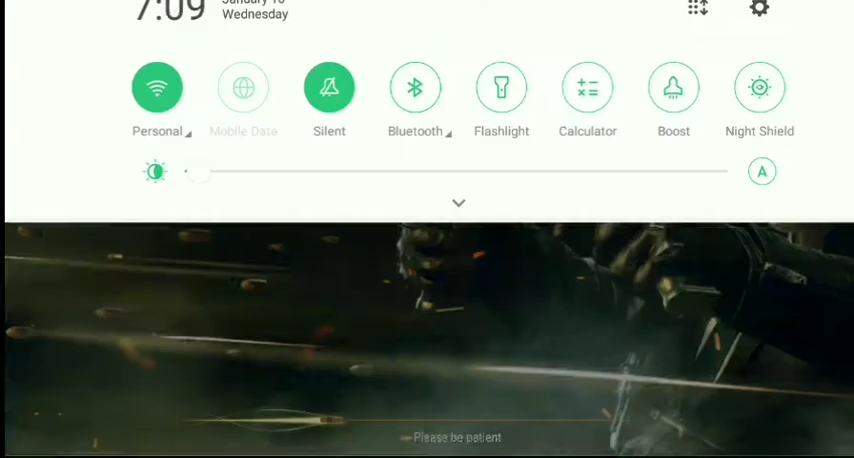 7:09
Wednesday
Personal
Mobile Data
Silent
Bluetooth
Flashlight
Calculator
Boost
Night Shield
A
Please be patient